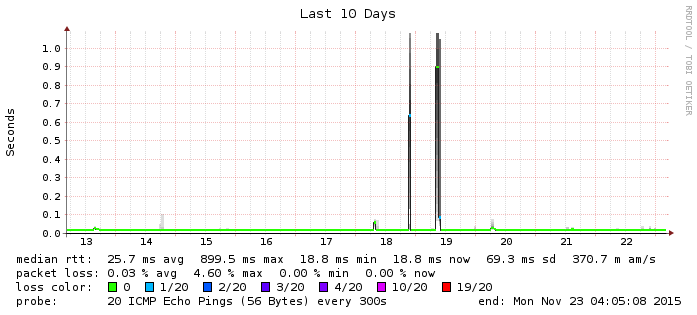 Last 10 Days
RRDTOOL / TOBI OETIKER
Seconds
1.0
0.9
0.8
0.7
0.6
0.5
0.4
0.3
0.2
0.1
0.0
13 14 15 16 17 18 19 20 21 22
median rtt: 25.7 ms avg 899.5 ms max 18.8 ms min 18.8 ms now 69.3 ms sd 370.7 m am/s
packet loss: 0.03 % avg 4.60 % max 0.00 % min 0.00 % now
loss color: 0 1/20 2/20 3/20 4/20 10/20 19/20
probe: 20 ICMP Echo Pings (56 Bytes) every 300s end: Mon Nov 23 04:05:08 2015